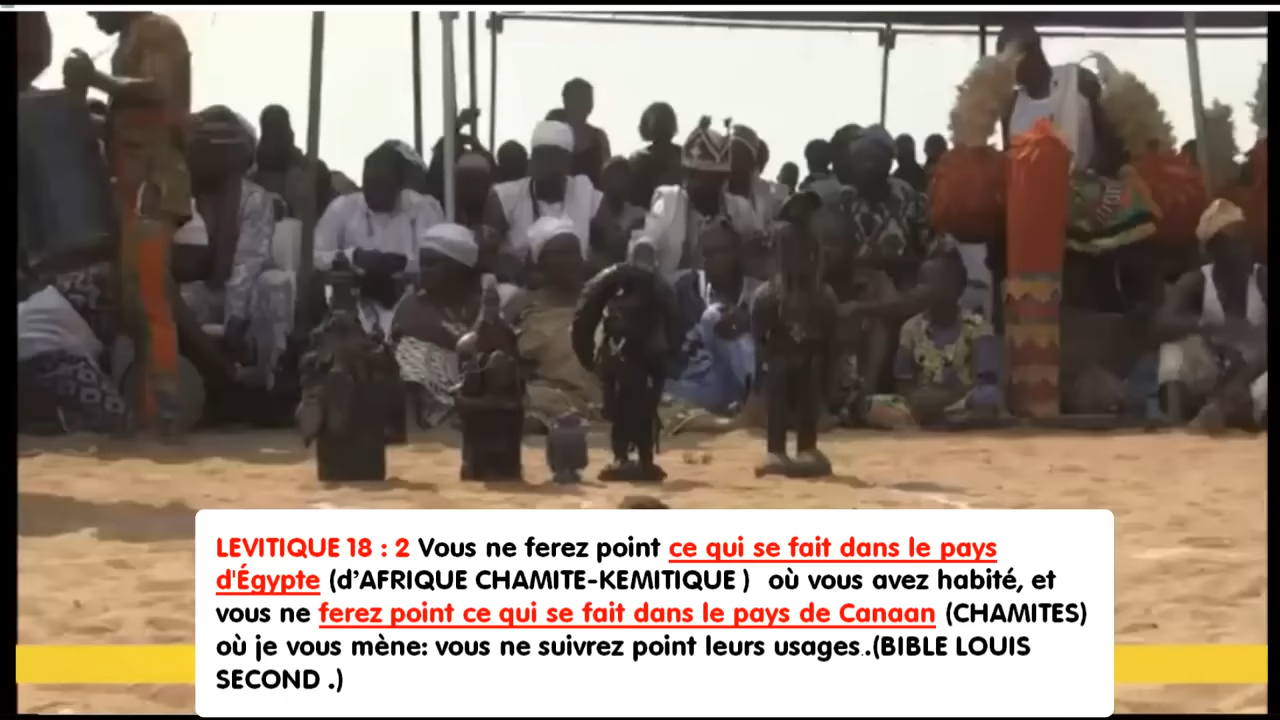 LEVITIQUE 18 : 2 Vous ne ferez point ce qui se fait dans le pays
d'Égypte (d’AFRIQUE CHAMITE-KEMITIQUE ) où vous avez habité, et
vous ne ferez point ce qui se fait dans le pays de Canaan (CHAMITES)
où je vous mène: vous ne suivrez point leurs usages..(BIBLE LOUIS
SECOND .)